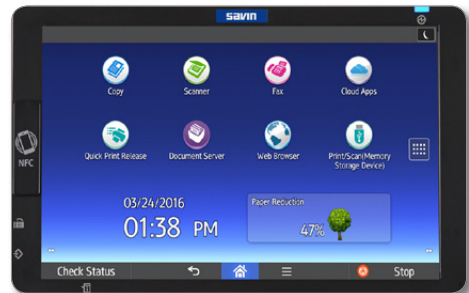 savin
Copy
Scanner
Fax
Cloud Apps
Quick Print Release
Document Server
Web Browser
Print/Scan(Memory
Storage Device)
NFC
03/24/2016
01:38 PM
Paper Reduction
47%
Check Status
Stop